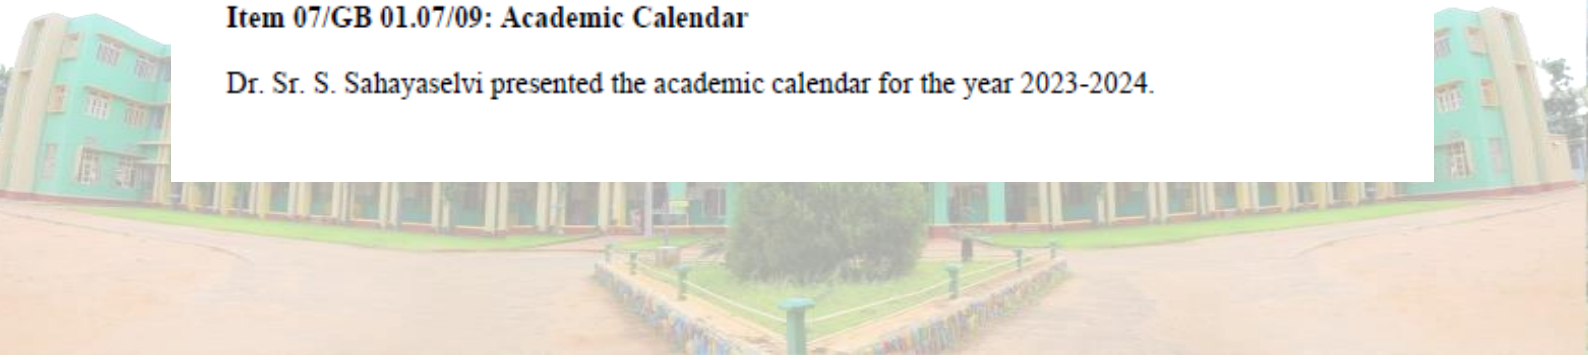 Item 07/GB 01.07/09: Academic Calendar
Dr. Sr. S. Sahayaselvi presented the academic calendar for the year 2023-2024.